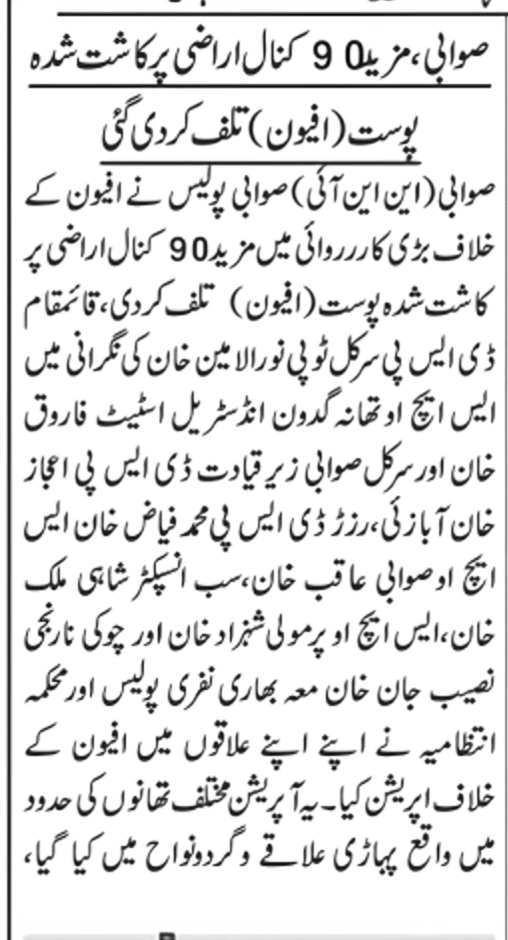 صوابی،مزید90 کنال اراضی پرکاشت شدہ
پوست(افیون)تلف کردی گئی
صوابی(این این آئی)صوابی پولیس نے افیون کے
خلاف بڑی کارروائی میں مزید90 کنال اراضی پر
کاشت شدہ پوست(افیون) تلف کردی،قائمقام
ڈی ایس پی سرکل ٹوپی نورالامین خان کی نگرانی میں
ایس ایچ او تھانہ گدون انڈسٹریل اسٹیٹ فاروق
خان اور سرکل صوابی زیر قیادت ڈی ایس پی اعجاز
خان آبازئی،رزڑ ڈی ایس پی محمد فیاض خان ایس
ایچ او صوابی عاقب خان،سب انسپکٹر شاہی ملک
خان،ایس ایچ او پرمولی شہزاد خان اور چوکی نارنجی
نصیب جان خان معہ بھاری نفری پولیس اور محکمہ
انتظامیہ نے اپنے اپنے علاقوں میں افیون کے
خلاف اپریشن کیا۔یہ آپریشن مختلف تھانوں کی حدود
میں واقع پہاڑی علاقے وگردونواح میں کیا گیا،